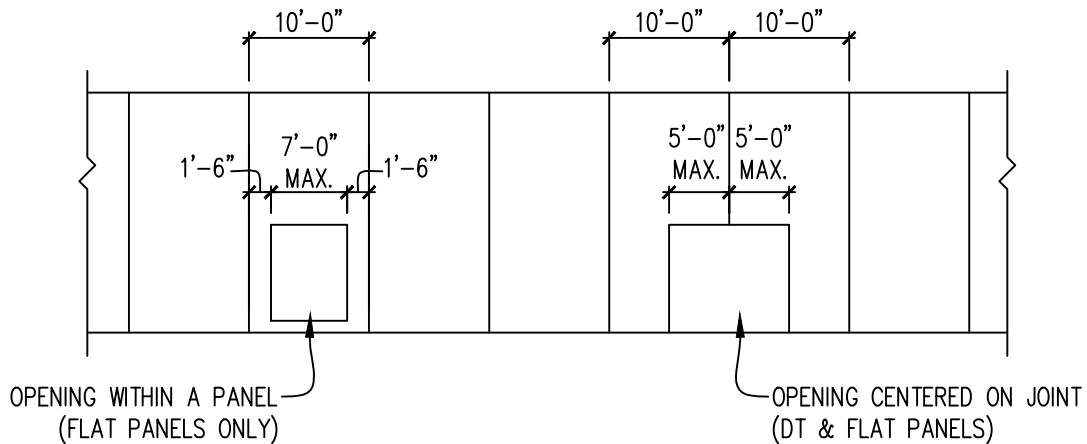 10’-0”
10’-0”
10’-0”
1’-6”
7’-0”
MAX.
1’-6”
5’-0”
MAX.
5’-0”
MAX.
OPENING WITHIN A PANEL
(FLAT PANELS ONLY)
OPENING CENTERED ON JOINT
(DT & FLAT PANELS)